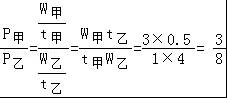 P甲/P乙 = (W甲/t甲)/(W乙/t乙) = W甲t乙/t甲W乙 = 3×0.5/1×4 = 3/8